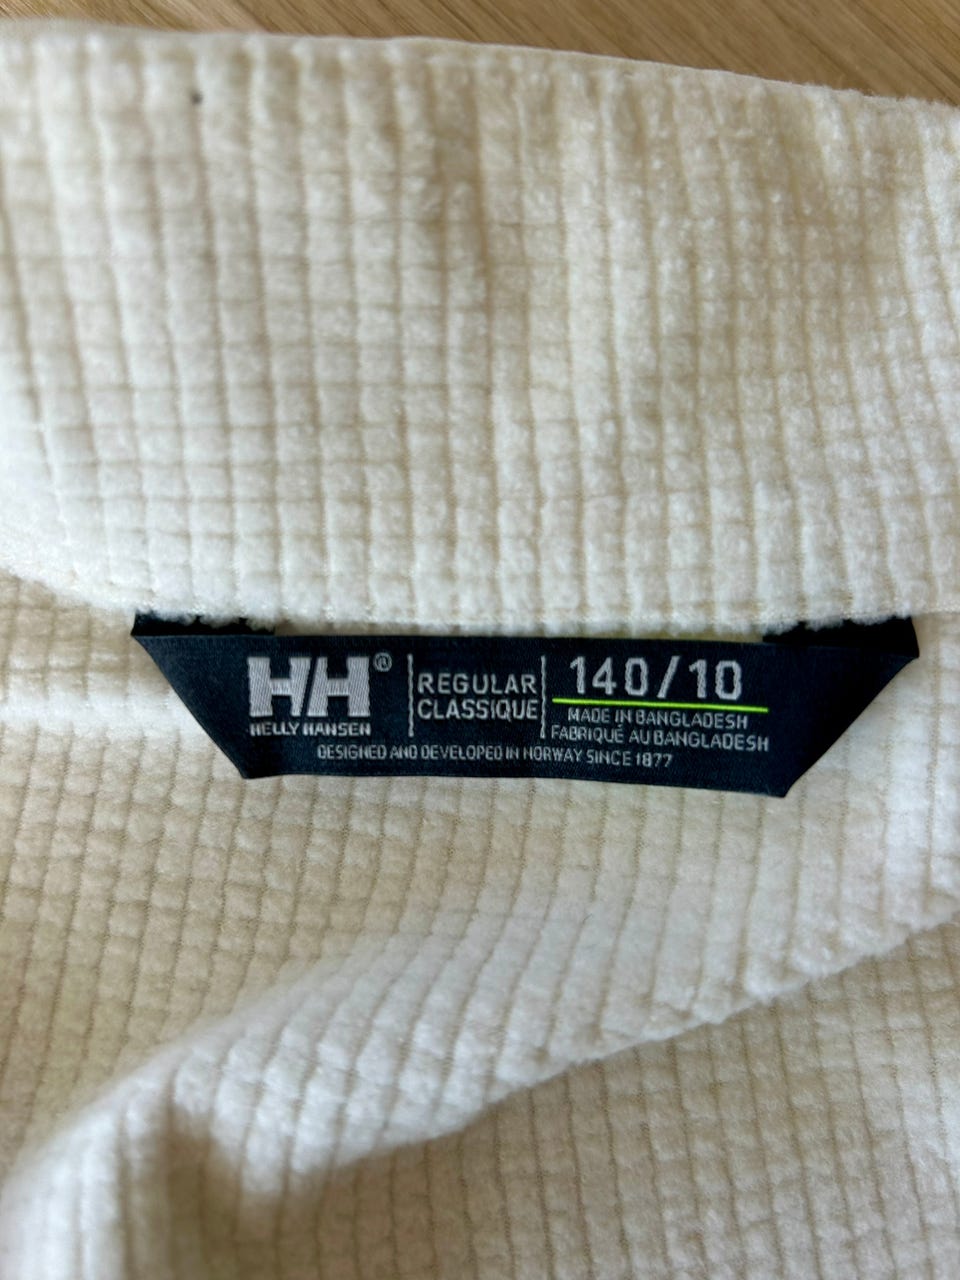 HH®
HELLY HANSEN
REGULAR
CLASSIQUE
140/10
MADE IN BANGLADESH
FABRIQUÉ AU BANGLADESH
DESIGNED AND DEVELOPED IN NORWAY SINCE 1877